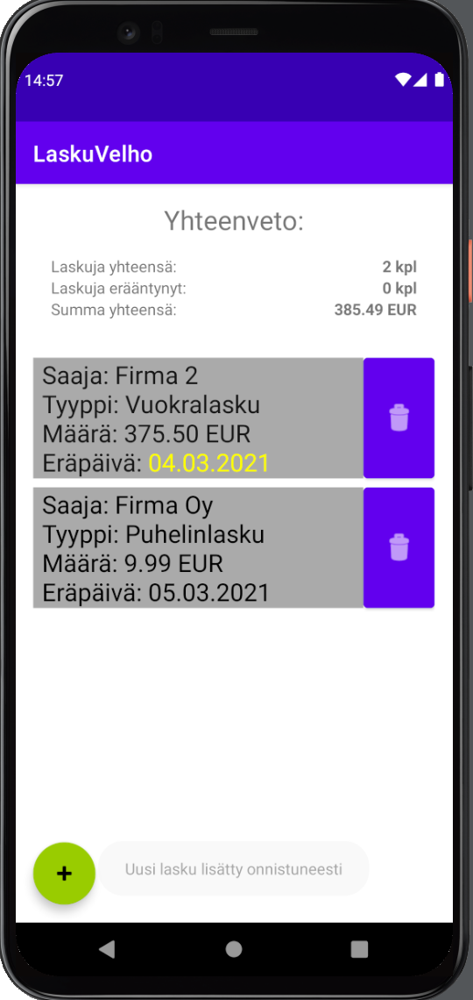 14:57
LaskuVelho
Yhteenveto:
Laskuja yhteensä: 2 kpl
Laskuja erääntynyt: 0 kpl
Summa yhteensä: 385.49 EUR
Saaja: Firma 2
Tyyppi: Vuokralasku
Määrä: 375.50 EUR
Eräpäivä: 04.03.2021
Saaja: Firma Oy
Tyyppi: Puhelinlasku
Määrä: 9.99 EUR
Eräpäivä: 05.03.2021
+
Uusi lasku lisätty onnistuneesti